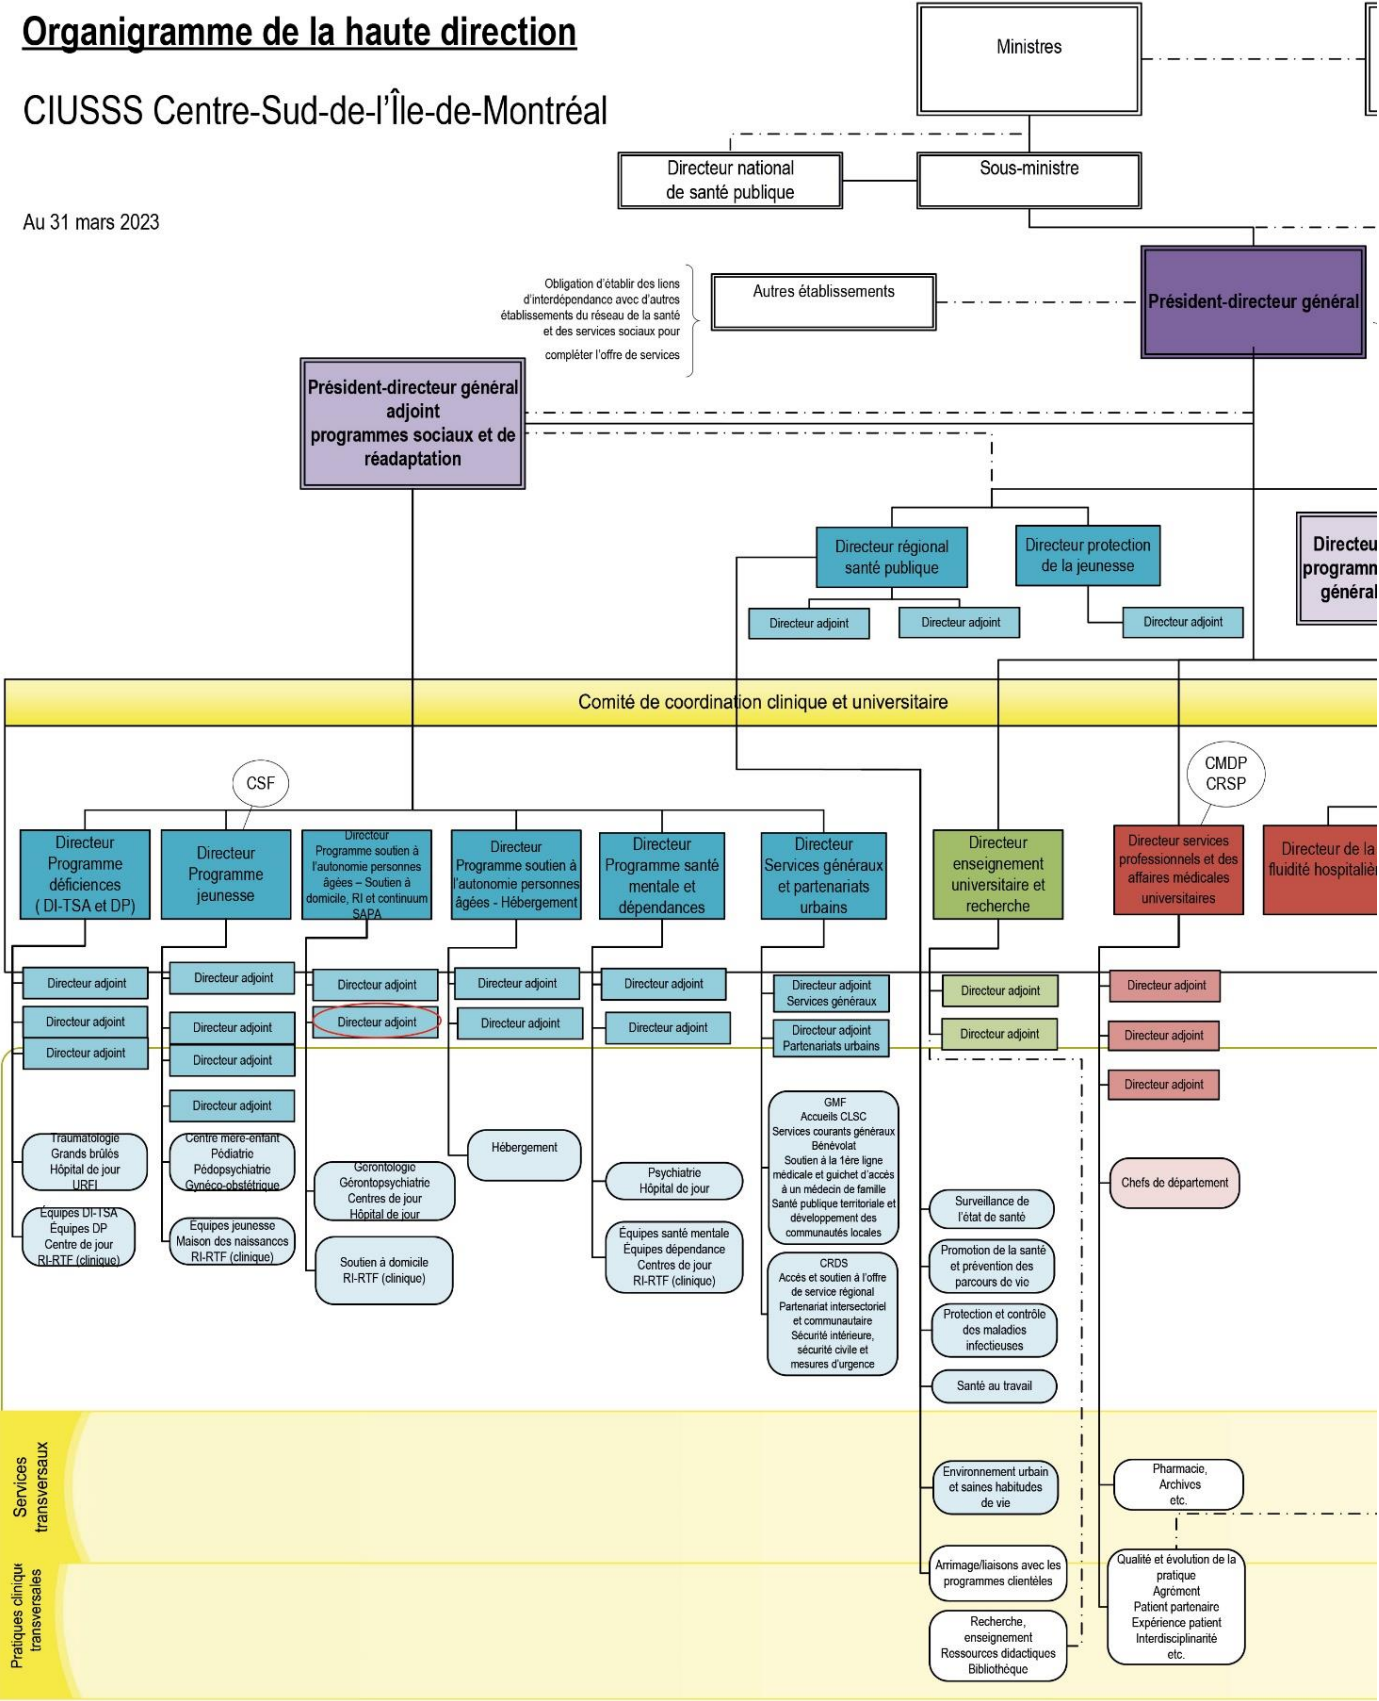 Organigramme de la haute direction
CIUSSS Centre-Sud-de-l'Île-de-Montréal
Au 31 mars 2023
Ministres
Directeur national
de santé publique
Sous-ministre
Obligation d'établir des liens
d'interdépendance avec d'autres
établissements du réseau de la santé
et des services sociaux pour
compléter l'offre de services
Autres établissements
Président-directeur général
Président-directeur général
adjoint
programmes sociaux et de
réadaptation
Directeur régional
santé publique
Directeur protection
de la jeunesse
Directeu
programm
général
Directeur adjoint
Directeur adjoint
Directeur adjoint
Comité de coordination clinique et universitaire
CSF
CMDP
CRSP
Directeur
Programme
déficiences
( DI-TSA et DP)
Directeur
Programme
jeunesse
Directeur
Programme soutien à
l'autonomie personnes
âgées – Soutien à
domicile, RI et continuum
SAPA
Directeur
Programme soutien à
l'autonomie personnes
âgées - Hébergement
Directeur
Programme santé
mentale et
dépendances
Directeur
Services généraux
et partenariats
urbains
Directeur
enseignement
universitaire et
recherche
Directeur services
professionnels et des
affaires médicales
universitaires
Directeur de la
fluidité hospitalièr
Directeur adjoint
Directeur adjoint
Directeur adjoint
Traumatologie
Grands brûlés
Hôpital de jour
URFI
Équipes DI-TSA
Équipes DP
Centre de jour
RI-RTF (clinique)
Directeur adjoint
Directeur adjoint
Directeur adjoint
Directeur adjoint
Centre mère-enfant
Pédiatrie
Pédopsychiatrie
Gynéco-obstétrique
Équipes jeunesse
Maison des naissances
RI-RTF (clinique)
Directeur adjoint
Directeur adjoint
Gérontologie
Gérontopsychiatrie
Centres de jour
Hôpital de jour
Soutien à domicile
RI-RTF (clinique)
Directeur adjoint
Directeur adjoint
Hébergement
Directeur adjoint
Directeur adjoint
Psychiatrie
Hôpital de jour
Équipes santé mentale
Équipes dépendance
Centres de jour
RI-RTF (clinique)
Directeur adjoint
Services généraux
Directeur adjoint
Partenariats urbains
GMF
Accueils CLSC
Services courants généraux
Bénévolat
Soutien à la 1ère ligne
médicale et guichet d'accès
à un médecin de famille
Santé publique territoriale et
développement des
communautés locales
CRDS
Accès et soutien à l'offre
de service régional
Partenariat intersectoriel
et communautaire
Sécurité intérieure,
sécurité civile et
mesures d'urgence
Directeur adjoint
Directeur adjoint
Surveillance de
l'état de santé
Promotion de la santé
et prévention des
parcours de vie
Protection et contrôle
des maladies
infectieuses
Santé au travail
Environnement urbain
et saines habitudes
de vie
Arrimage/liaisons avec les
programmes clientèles
Recherche,
enseignement
Ressources didactiques
Bibliothèque
Directeur adjoint
Directeur adjoint
Directeur adjoint
Chefs de département
Pharmacie,
Archives
etc.
Qualité et évolution de la
pratique
Agrément
Patient partenaire
Expérience patient
Interdisciplinarité
etc.
Services
transversaux
Pratiques clinique
transversales